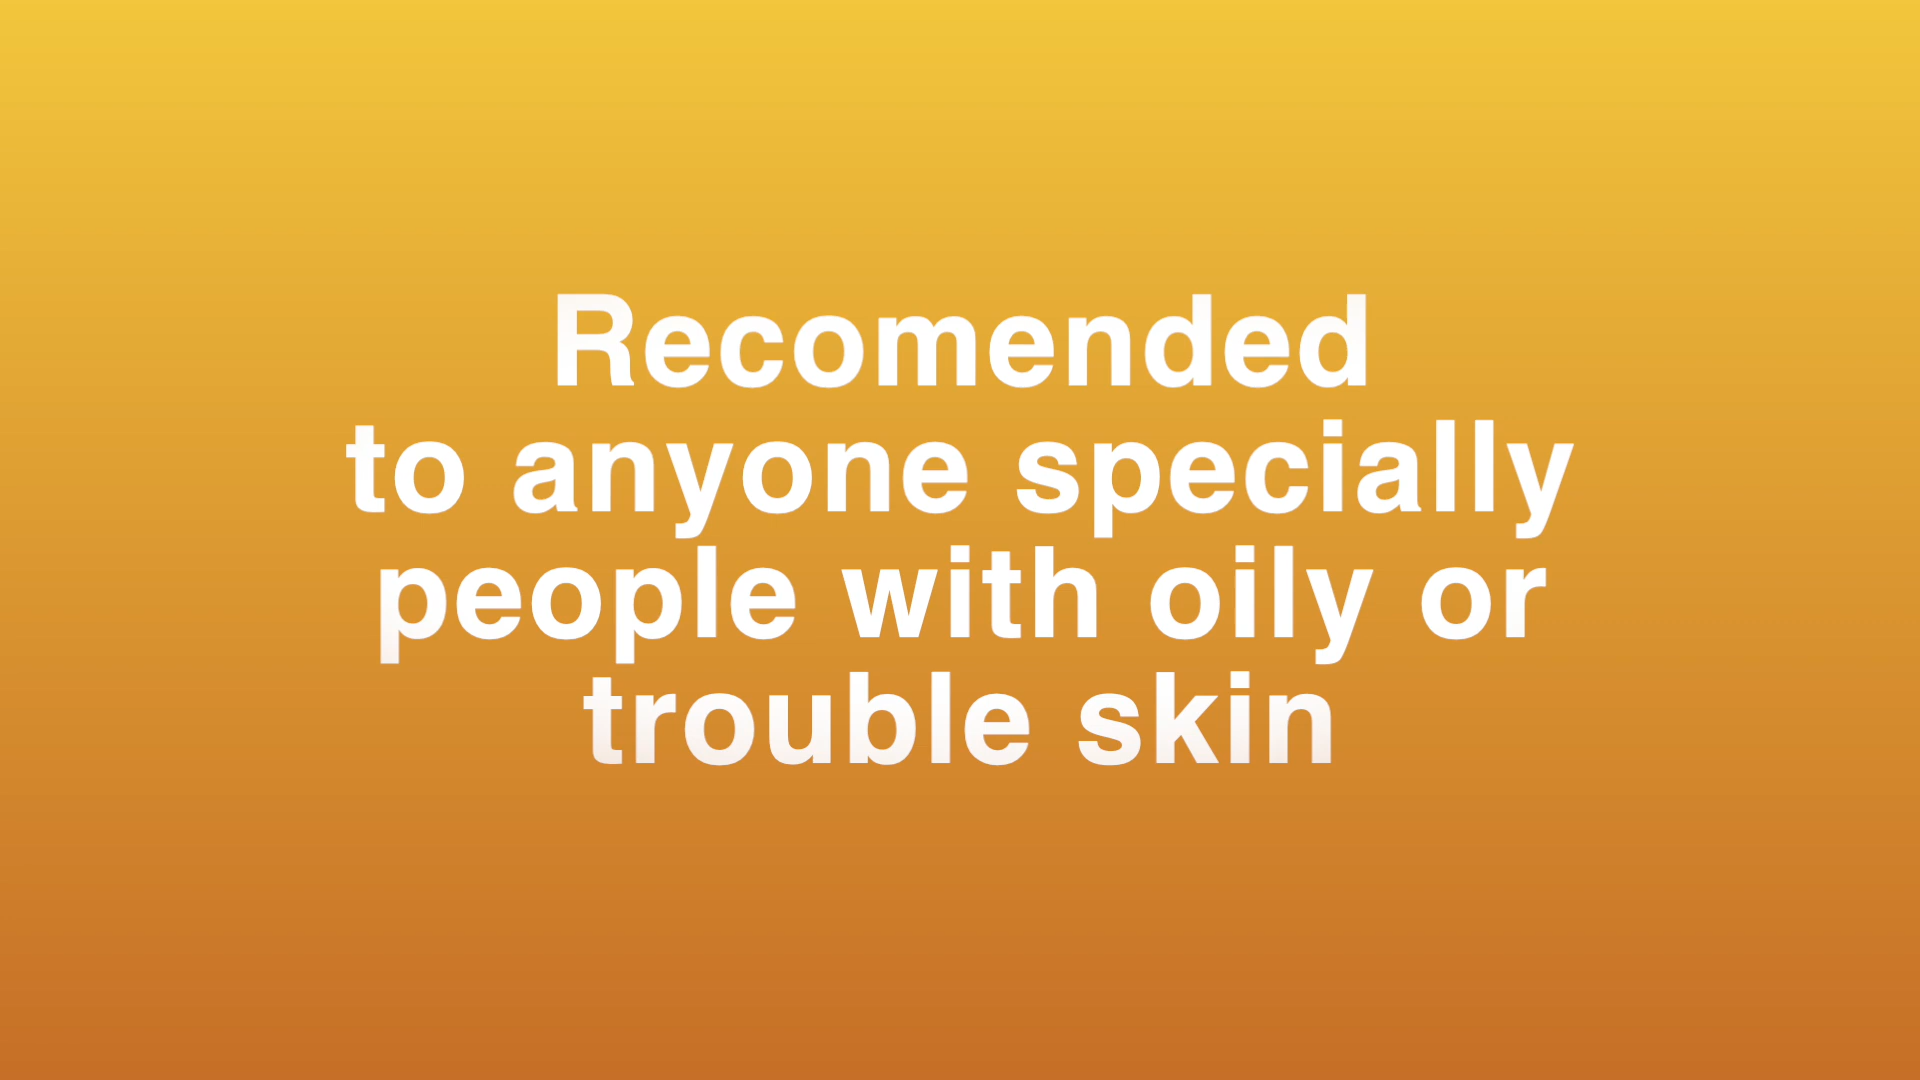 Recomended
to anyone specially
people with oily or
trouble skin